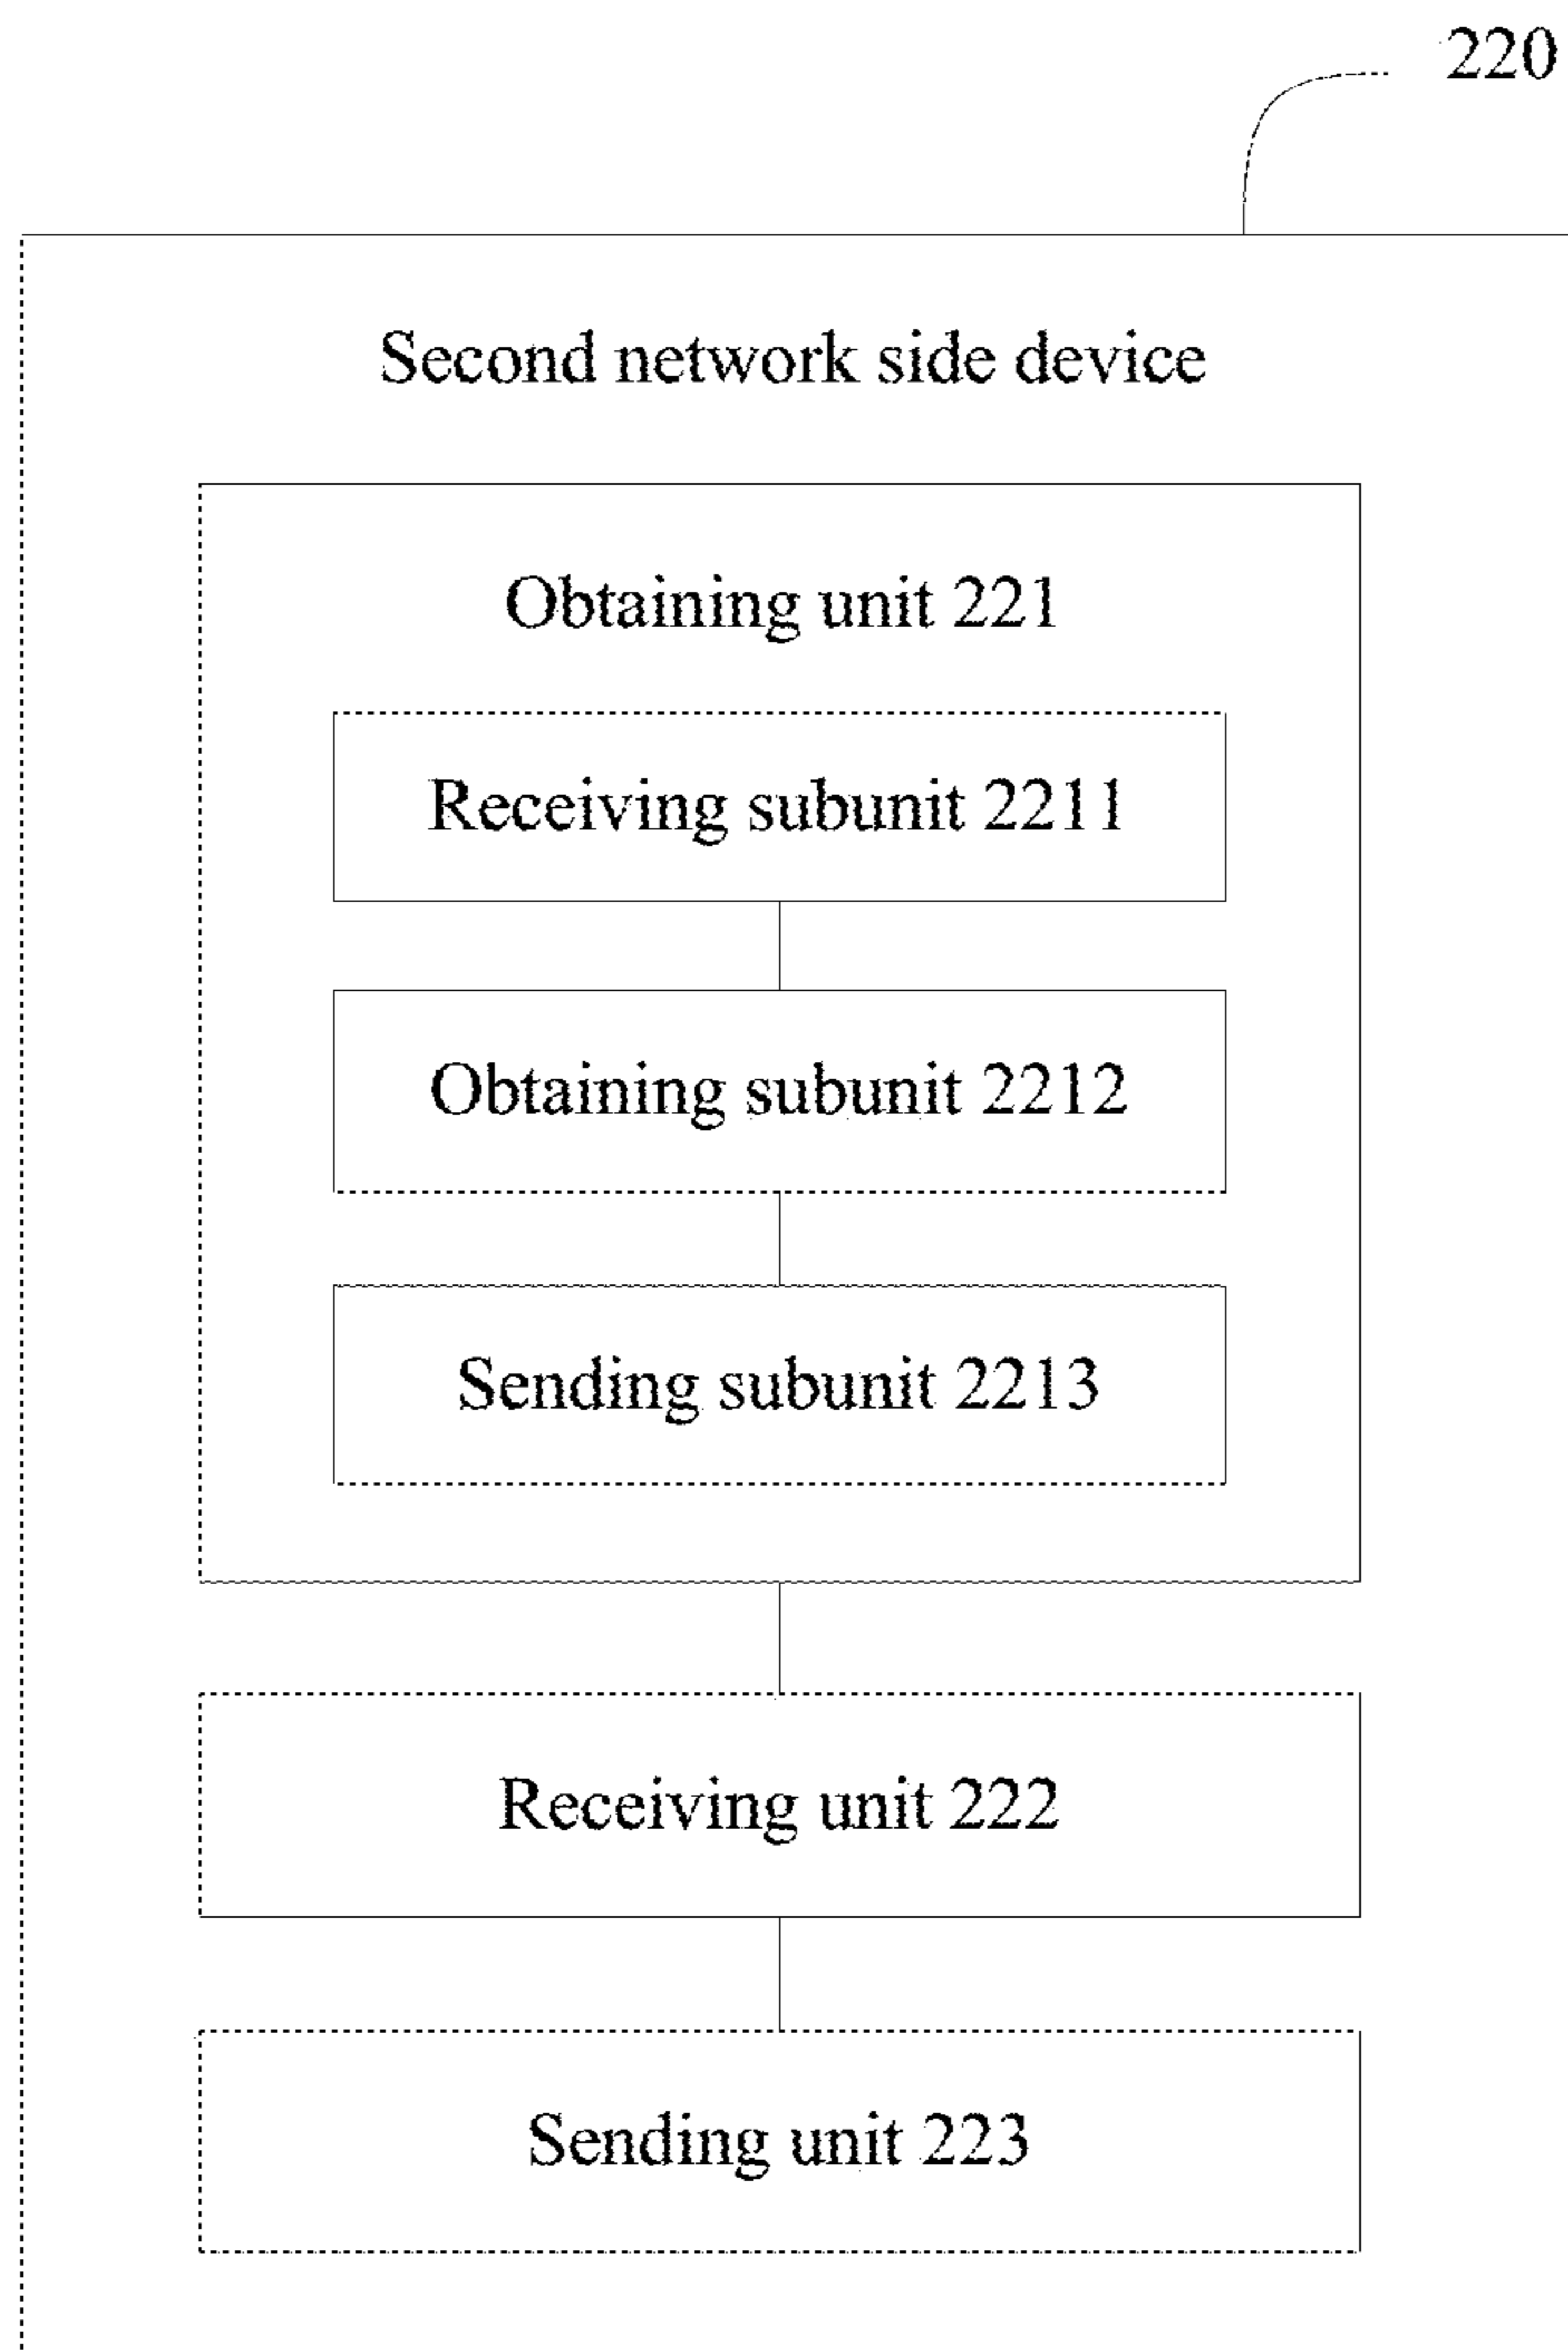 220
Second network side device
Obtaining unit 221
Receiving subunit 2211
Obtaining subunit 2212
Sending subunit 2213
Receiving unit 222
Sending unit 223